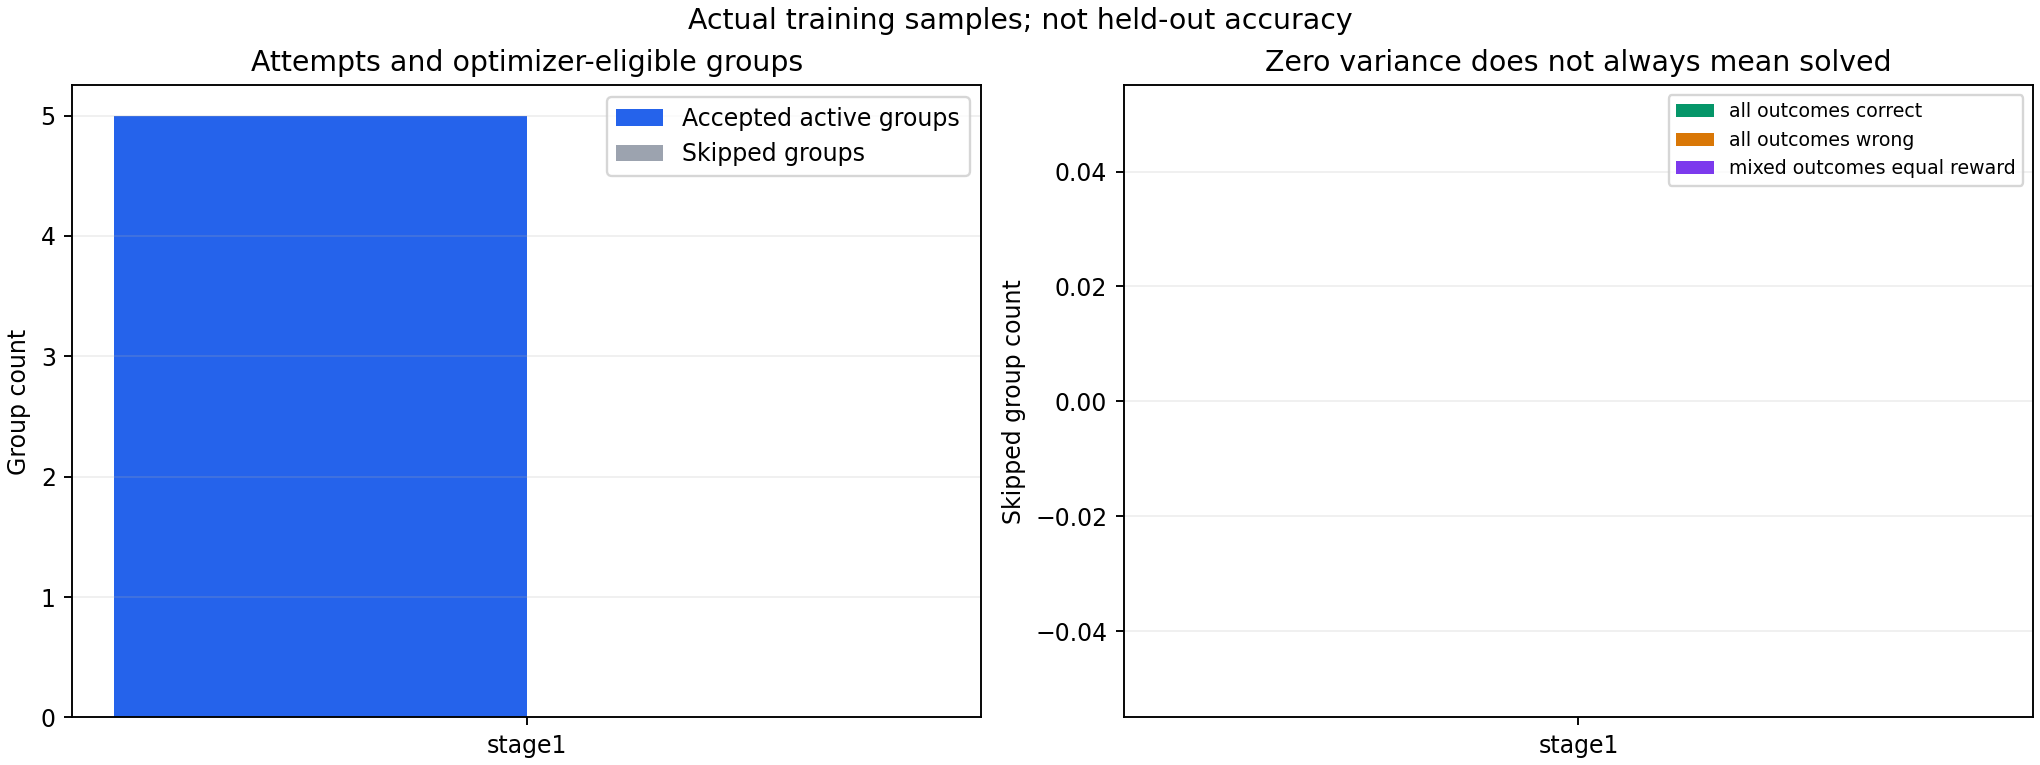 Actual training samples; not held-out accuracy
Attempts and optimizer-eligible groups
Group count
5
4
3
2
1
0
Accepted active groups
Skipped groups
stage1
Zero variance does not always mean solved
Skipped group count
0.04
0.02
0.00
−0.02
−0.04
all outcomes correct
all outcomes wrong
mixed outcomes equal reward
stage1